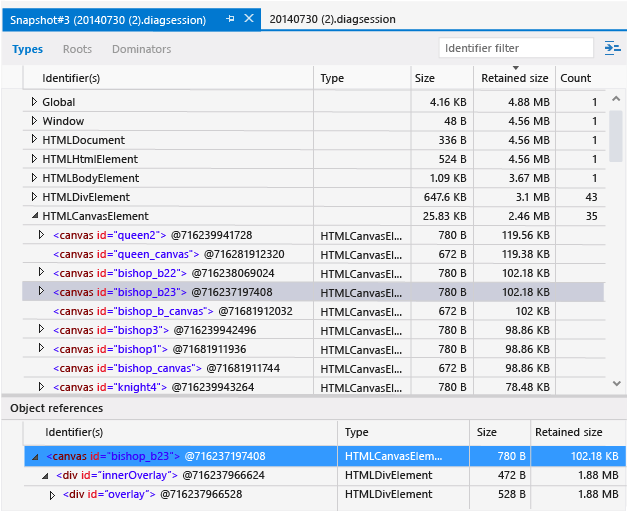 Snapshot#3 (20140730 (2).diagsession) 20140730 (2).diagsession
Types Roots Dominators Identifier filter
Identifier(s) Type Size Retained size Count
Global 4.16 KB 4.88 MB 1
Window 48 B 4.56 MB 1
HTMLDocument 336 B 4.56 MB 1
HTMLHtmlElement 524 B 4.56 MB 1
HTMLBodyElement 1.09 KB 3.67 MB 1
HTMLDivElement 647.6 KB 3.1 MB 43
HTMLCanvasElement 25.83 KB 2.46 MB 35
<canvas id="queen2"> @716239941728 HTMLCanvasEl... 780 B 119.56 KB
<canvas id="queen_canvas"> @716281912320 HTMLCanvasEl... 672 B 119.38 KB
<canvas id="bishop_b22"> @716238069024 HTMLCanvasEl... 780 B 102.18 KB
<canvas id="bishop_b23"> @716237197408 HTMLCanvasEl... 780 B 102.18 KB
<canvas id="bishop_b_canvas"> @71681912032 HTMLCanvasEl... 672 B 102 KB
<canvas id="bishop3"> @716239942496 HTMLCanvasEl... 780 B 98.86 KB
<canvas id="bishop1"> @71681911936 HTMLCanvasEl... 780 B 98.86 KB
<canvas id="bishop_canvas"> @71681911744 HTMLCanvasEl... 672 B 98.86 KB
<canvas id="knight4"> @716239943264 HTMLCanvasEl... 780 B 78.48 KB
Object references
Identifier(s) Type Size Retained size
<canvas id="bishop_b23"> @716237197408 HTMLCanvasElem... 780 B 102.18 KB
<div id="innerOverlay"> @716237966624 HTMLDivElement 472 B 1.88 MB
<div id="overlay"> @716237966528 HTMLDivElement 528 B 1.88 MB